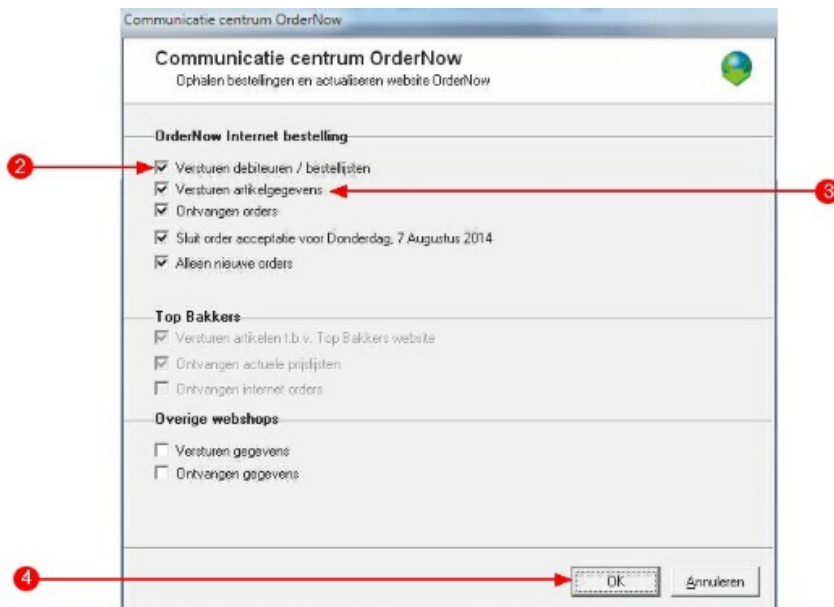 Communicatie centrum OrderNow
Communicatie centrum OrderNow
Ophalen bestellingen en actualiseren website OrderNow
OrderNow Internet bestelling
2
Versturen debiteuren / bestellijsten
Versturen artikelgegevens
3
Ontvangen orders
Sluit order acceptatie voor Donderdag, 7 Augustus 2014
Alleen nieuwe orders
Top Bakkers
Versturen artikelen t.b.v. Top Bakkers website
Ontvangen actuele prijslijsten
Ontvangen internet orders
Overige webshops
Versturen gegevens
Ontvangen gegevens
4
OK
Annuleren